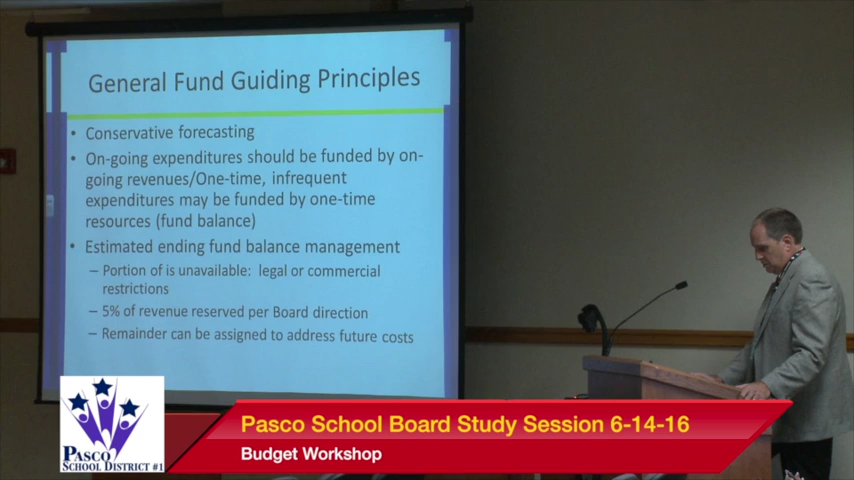 General Fund Guiding Principles
• Conservative forecasting
• On-going expenditures should be funded by on-
going revenues/One-time, infrequent
expenditures may be funded by one-time
resources (fund balance)
• Estimated ending fund balance management
– Portion of is unavailable: legal or commercial
restrictions
– 5% of revenue reserved per Board direction
– Remainder can be assigned to address future costs
Pasco School Board Study Session 6-14-16
Budget Workshop
PASCO
SCHOOL DISTRICT #1